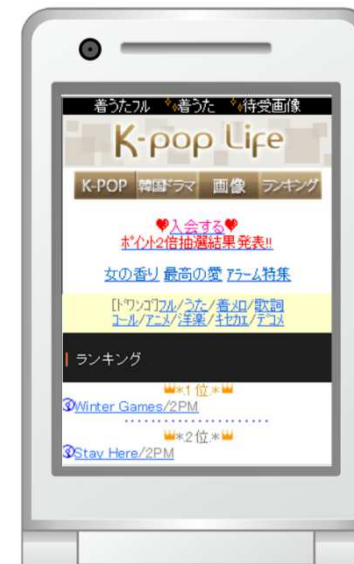 着うたフル 着うた 待受画像
K-pop Life
K-POP 韓国ドラマ 画像 ランキング
入会する
ポイント2倍抽選結果発表!!
女の香り 最高の愛 アラーム特集
[ドワンゴ]フル/うた/着メロ/歌詞
コール/アニメ/洋楽/キセカエ/デコメ
ランキング
*.1位.*
Winter Games/2PM
*.2位.*
Stay Here/2PM